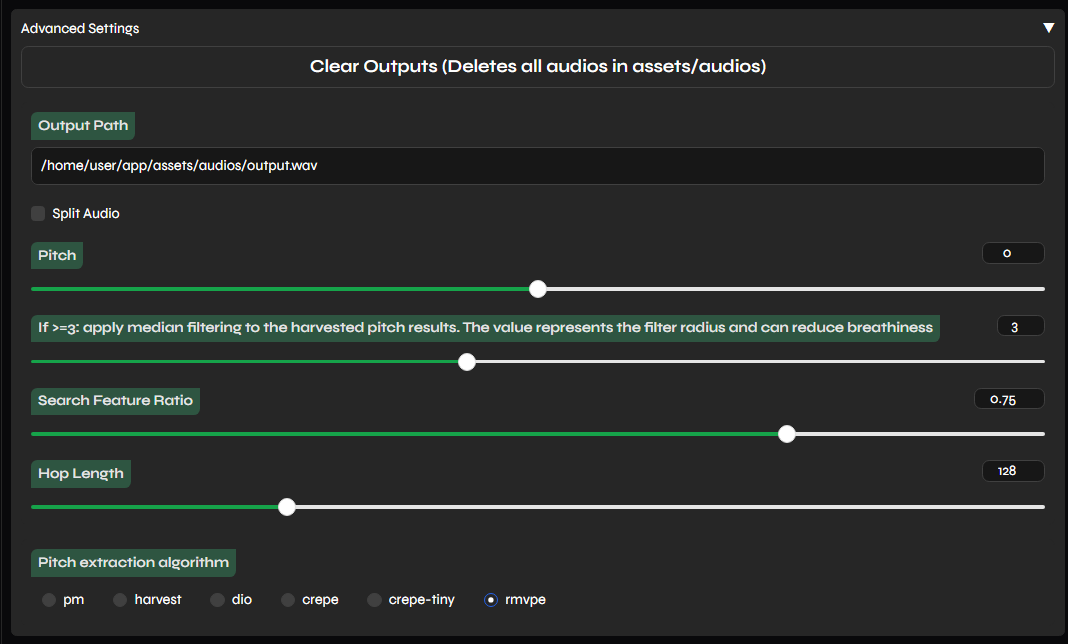 Advanced Settings ▼
Clear Outputs (Deletes all audios in assets/audios)
Output Path
/home/user/app/assets/audios/output.wav
Split Audio
Pitch 0
If >=3: apply median filtering to the harvested pitch results. The value represents the filter radius and can reduce breathiness 3
Search Feature Ratio 0.75
Hop Length 128
Pitch extraction algorithm
pm harvest dio crepe crepe-tiny rmvpe